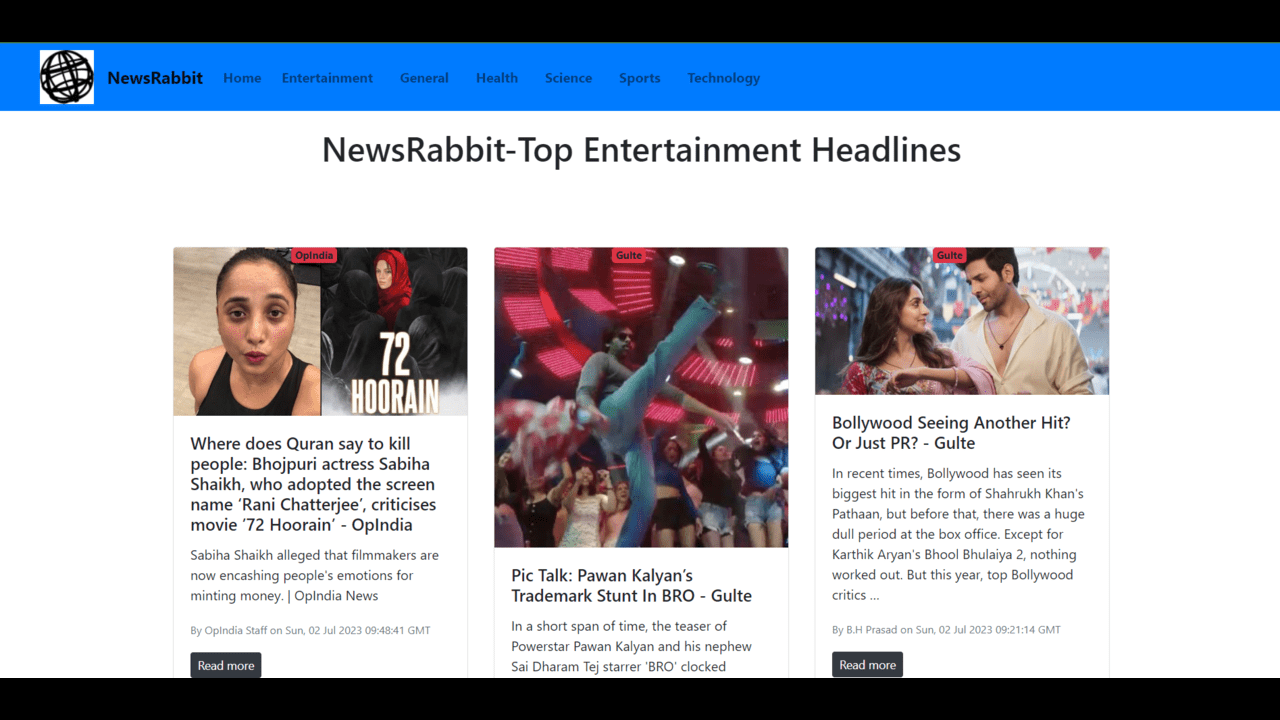 NewsRabbit Home Entertainment General Health Science Sports Technology
NewsRabbit-Top Entertainment Headlines
OpIndia
72
HOORAIN
Where does Quran say to kill
people: Bhojpuri actress Sabiha
Shaikh, who adopted the screen
name ‘Rani Chatterjee’, criticises
movie ’72 Hoorain’ - OpIndia
Sabiha Shaikh alleged that filmmakers are
now encashing people's emotions for
minting money. | OpIndia News
By OpIndia Staff on Sun, 02 Jul 2023 09:48:41 GMT
Read more
Gulte
Pic Talk: Pawan Kalyan’s
Trademark Stunt In BRO - Gulte
In a short span of time, the teaser of
Powerstar Pawan Kalyan and his nephew
Sai Dharam Tej starrer 'BRO' clocked
Gulte
Bollywood Seeing Another Hit?
Or Just PR? - Gulte
In recent times, Bollywood has seen its
biggest hit in the form of Shahrukh Khan's
Pathaan, but before that, there was a huge
dull period at the box office. Except for
Karthik Aryan's Bhool Bhulaiya 2, nothing
worked out. But this year, top Bollywood
critics ...
By B.H Prasad on Sun, 02 Jul 2023 09:21:14 GMT
Read more